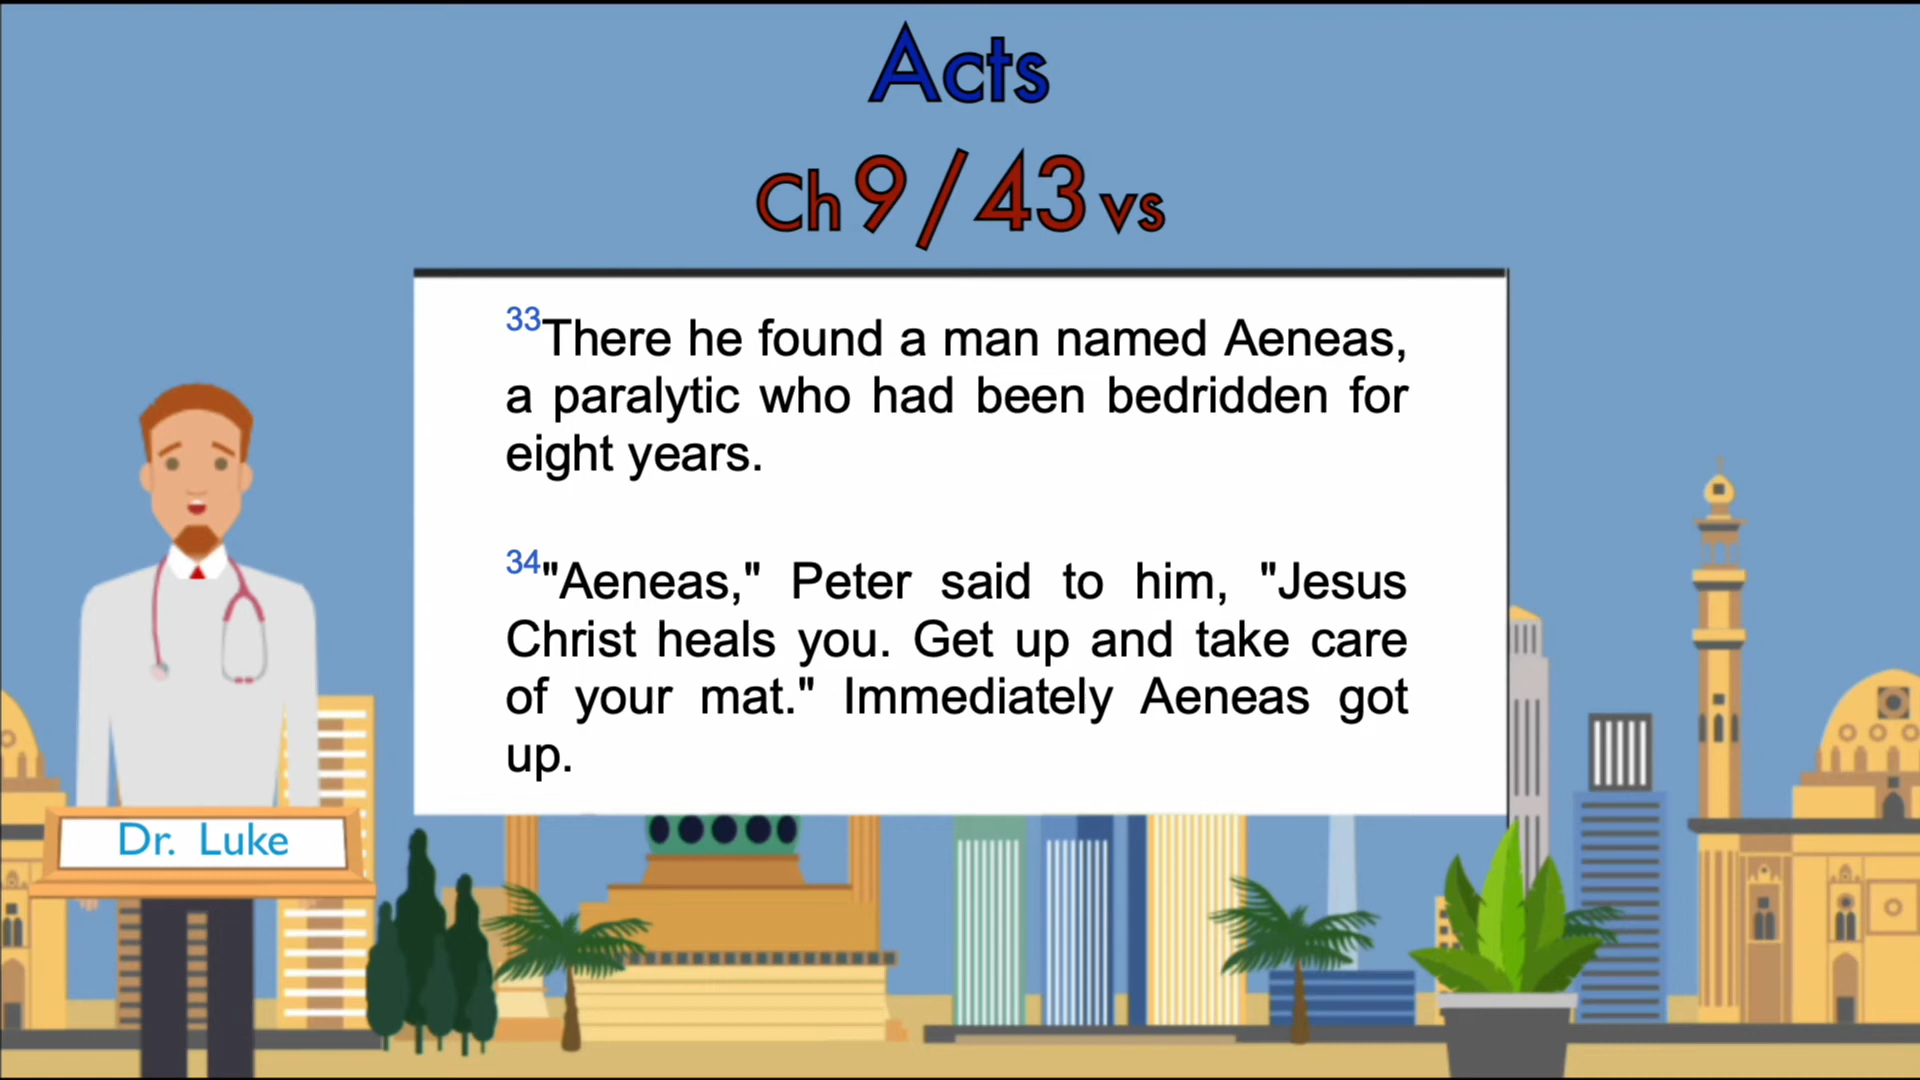 Acts
Ch 9/43 vs
33There he found a man named Aeneas,
a paralytic who had been bedridden for
eight years.
34"Aeneas," Peter said to him, "Jesus
Christ heals you. Get up and take care
of your mat." Immediately Aeneas got
up.
Dr. Luke